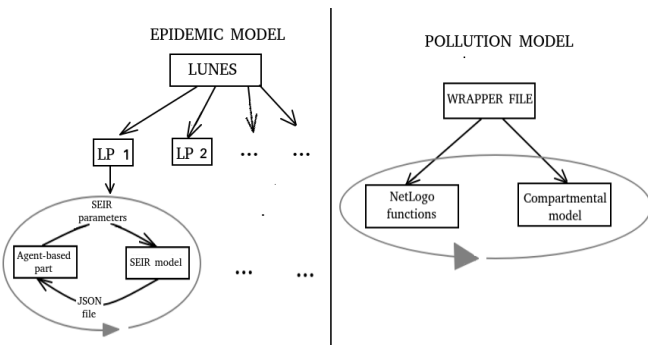 EPIDEMIC MODEL
LUNES
LP 1
LP 2
...
...
SEIR
parameters
Agent-based
part
SEIR model
JSON
file
...
...
POLLUTION MODEL
WRAPPER FILE
NetLogo
functions
Compartmental
model